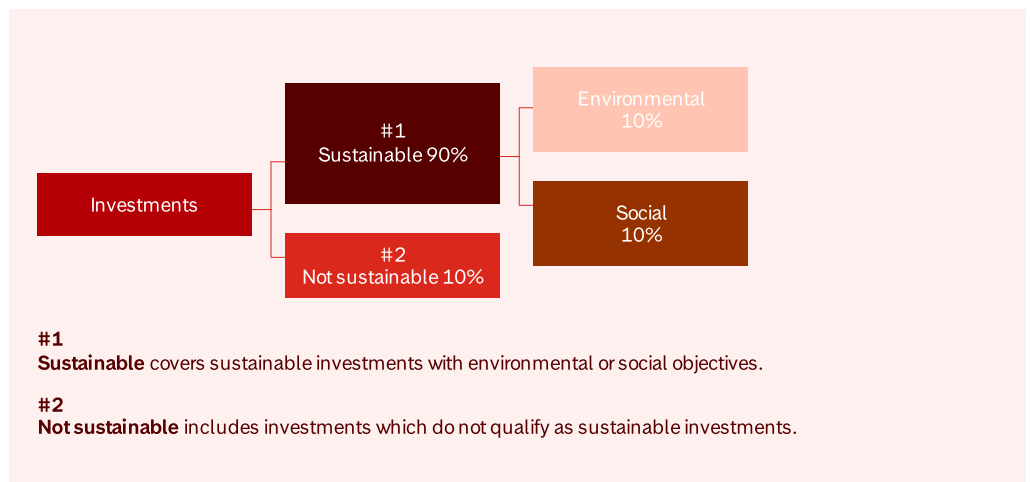 Investments
#1
Sustainable 90%
#2
Not sustainable 10%
Environmental
10%
Social
10%
#1
Sustainable covers sustainable investments with environmental or social objectives.
#2
Not sustainable includes investments which do not qualify as sustainable investments.